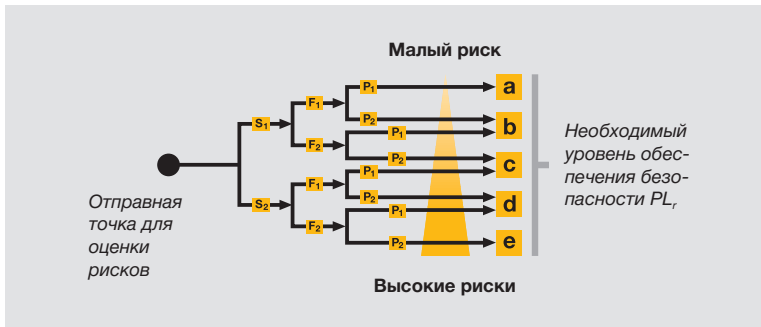 Малый риск
P₁
a
F₁
P₂
b
S₁
P₁
F₂
P₂
c
P₁
F₁
P₂
d
S₂
P₁
F₂
P₂
e
Отправная
точка для
оценки
рисков
Необходимый
уровень обес-
печения безо-
пасности PLᵣ
Высокие риски